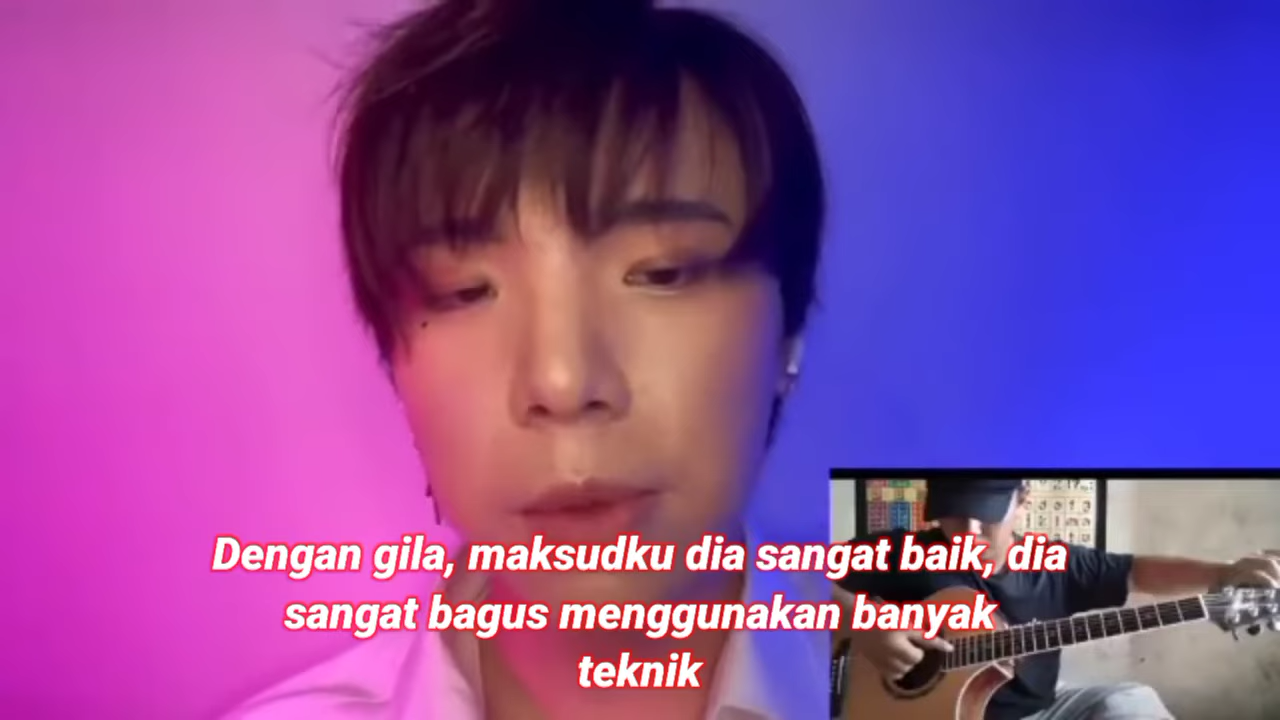 Dengan gila, maksudku dia sangat baik, dia
sangat bagus menggunakan banyak
teknik